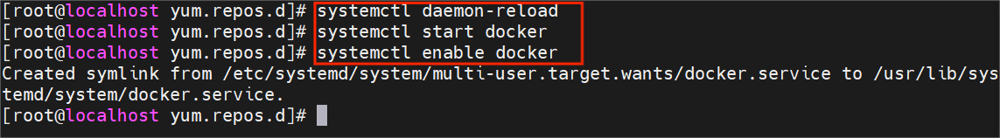 [root@localhost yum.repos.d]# systemctl daemon-reload
[root@localhost yum.repos.d]# systemctl start docker
[root@localhost yum.repos.d]# systemctl enable docker
Created symlink from /etc/systemd/system/multi-user.target.wants/docker.service to /usr/lib/sys
temd/system/docker.service.
[root@localhost yum.repos.d]#